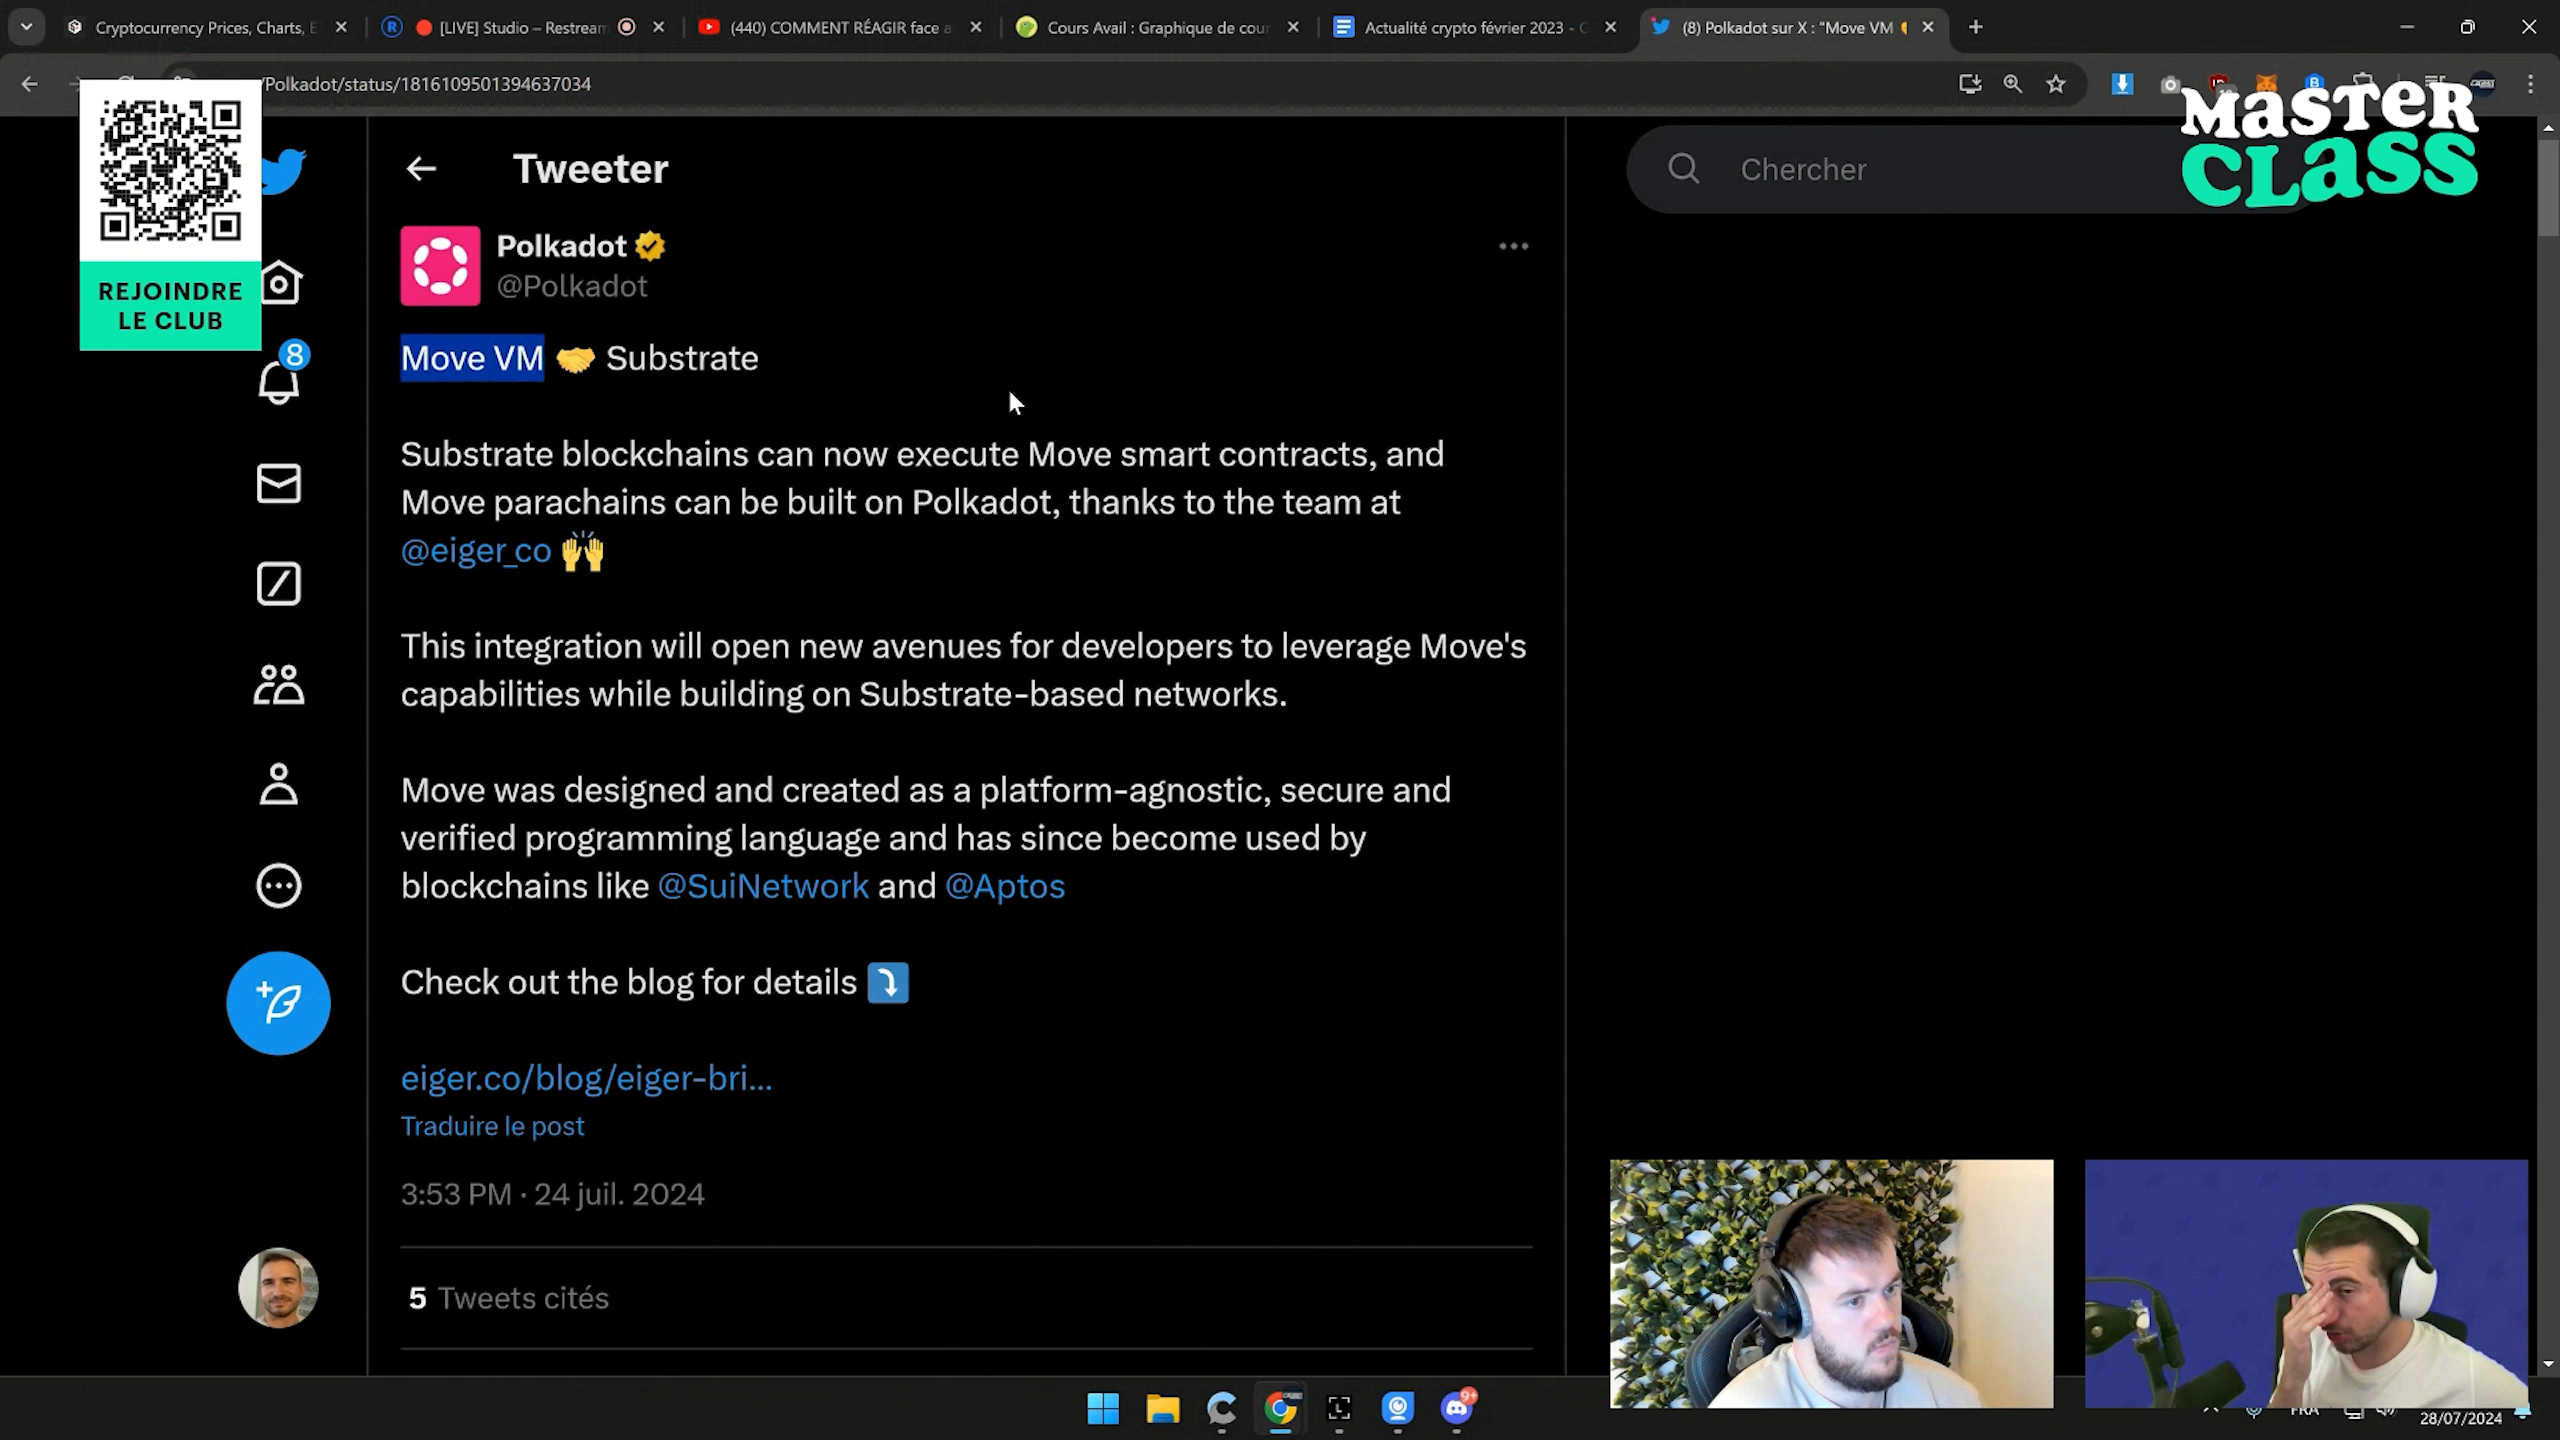 Cryptocurrency Prices, Charts, E
[LIVE] Studio – Restream
(440) COMMENT RÉAGIR face a
Cours Avail : Graphique de cour
Actualité crypto février 2023 -
(8) Polkadot sur X : "Move VM
/Polkadot/status/1816109501394637034
MASTER
CLASS
REJOINDRE
LE CLUB
8
Tweeter
Chercher
Polkadot
@Polkadot
Move VM 🤝 Substrate
Substrate blockchains can now execute Move smart contracts, and
Move parachains can be built on Polkadot, thanks to the team at
@eiger_co 🙌
This integration will open new avenues for developers to leverage Move's
capabilities while building on Substrate-based networks.
Move was designed and created as a platform-agnostic, secure and
verified programming language and has since become used by
blockchains like @SuiNetwork and @Aptos
Check out the blog for details ⤵️
eiger.co/blog/eiger-bri...
Traduire le post
3:53 PM · 24 juil. 2024
5 Tweets cités
9+
FRA
28/07/2024